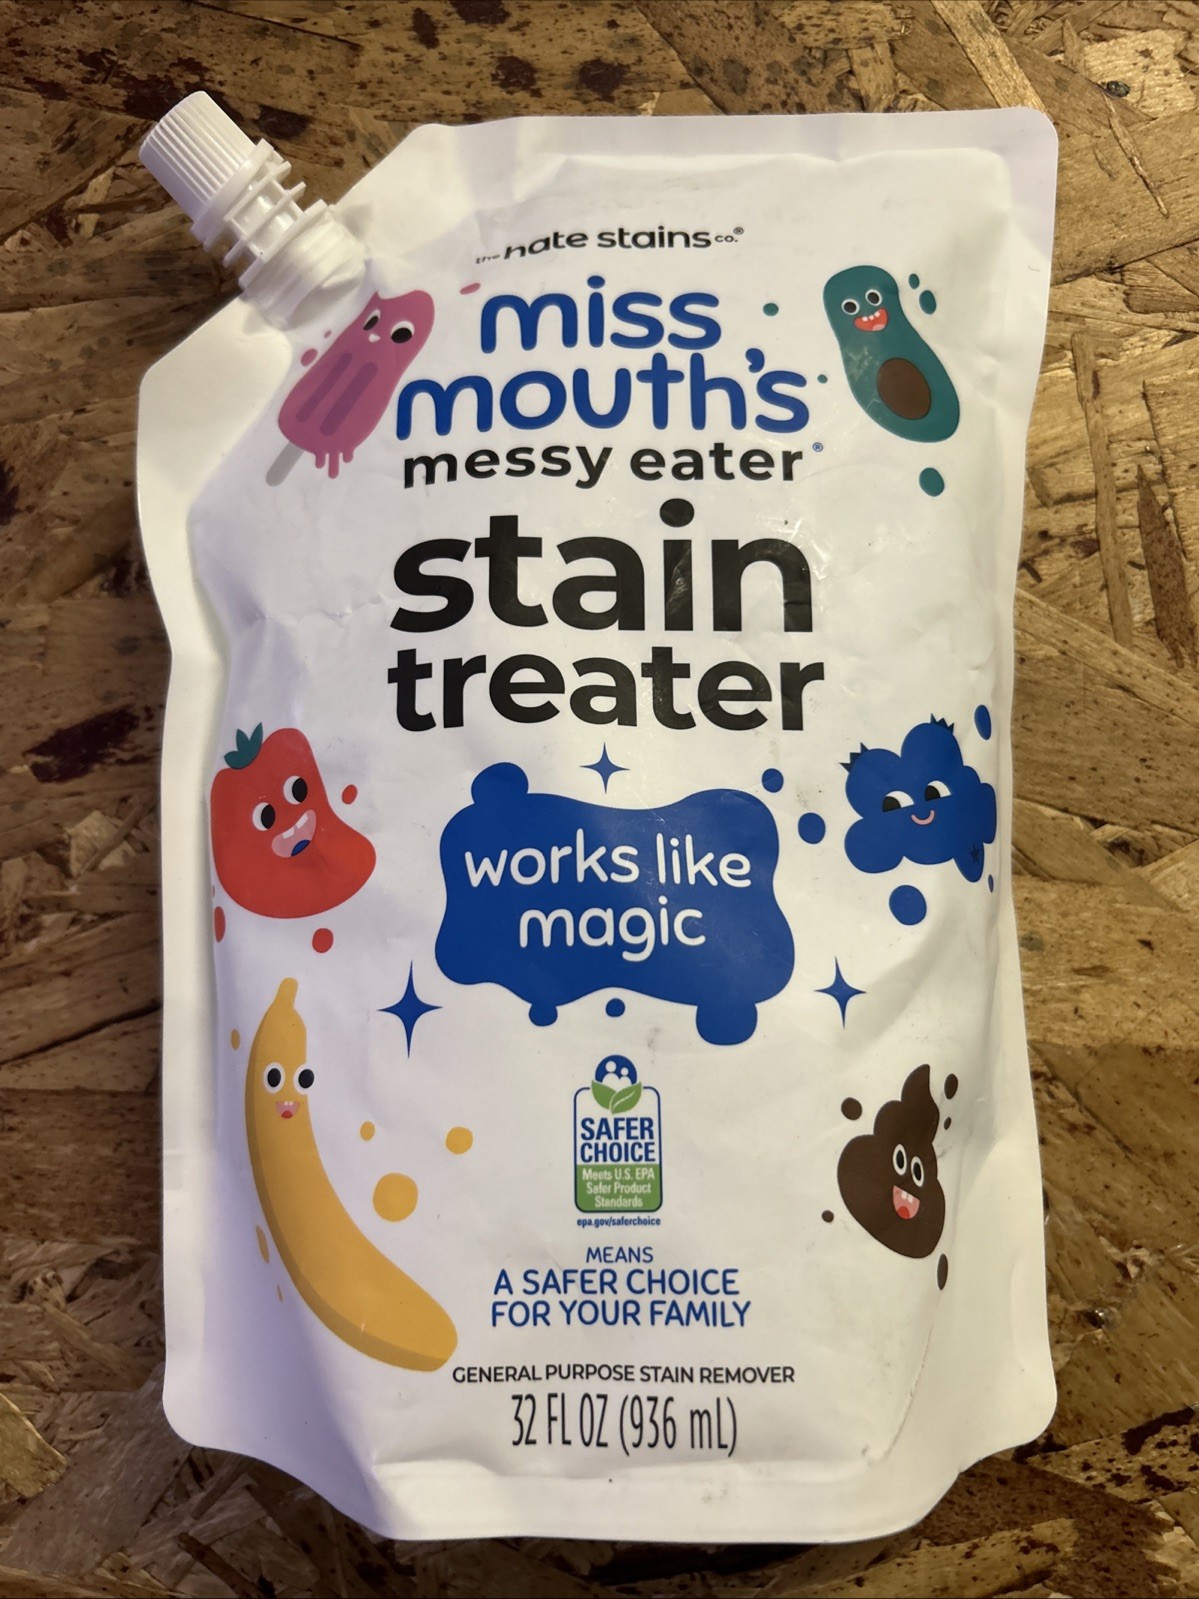 the hate stains co.®
miss
mouth's
messy eater®
stain
treater
works like
magic
SAFER
CHOICE
Meets U.S. EPA
Safer Product
Standards
epa.gov/saferchoice
MEANS
A SAFER CHOICE
FOR YOUR FAMILY
GENERAL PURPOSE STAIN REMOVER
32 FL OZ (936 mL)